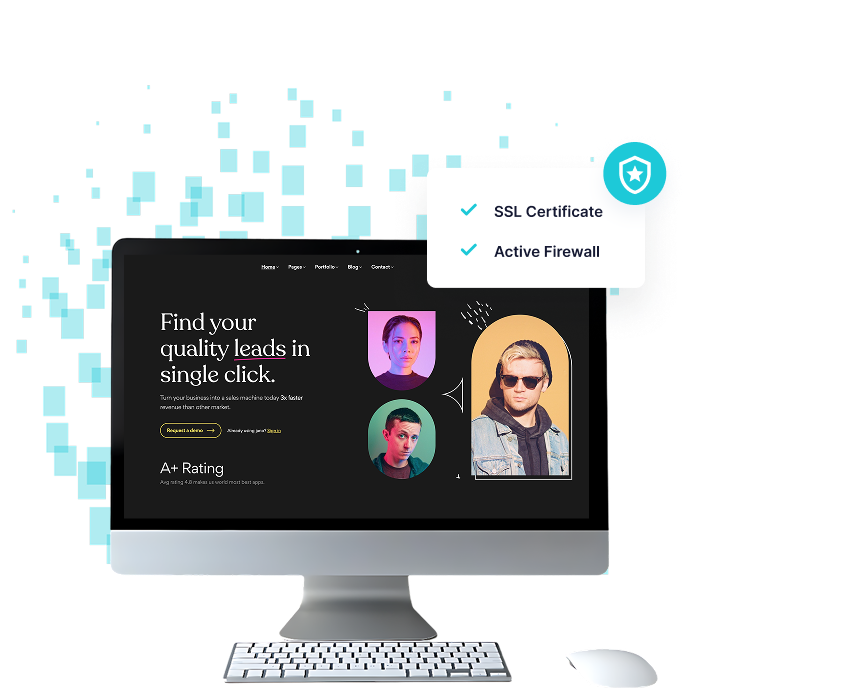 SSL Certificate
Active Firewall
Home Pages Portfolio Blog Contact
Find your
quality leads in
single click.
Turn your business into a sales machine today 3x faster
revenue than other market.
Request a demo → Already using jano? Sign in
A+ Rating
Avg rating 4.8 makes us world most best apps.